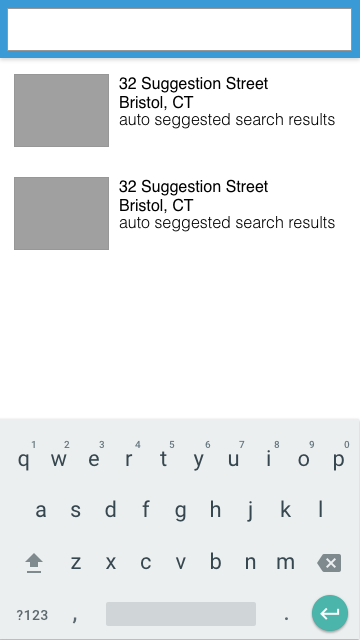 32 Suggestion Street
Bristol, CT
auto seggested search results
32 Suggestion Street
Bristol, CT
auto seggested search results
1 2 3 4 5 6 7 8 9 0
q w e r t y u i o p
a s d f g h j k l
z x c v b n m
?123 , .